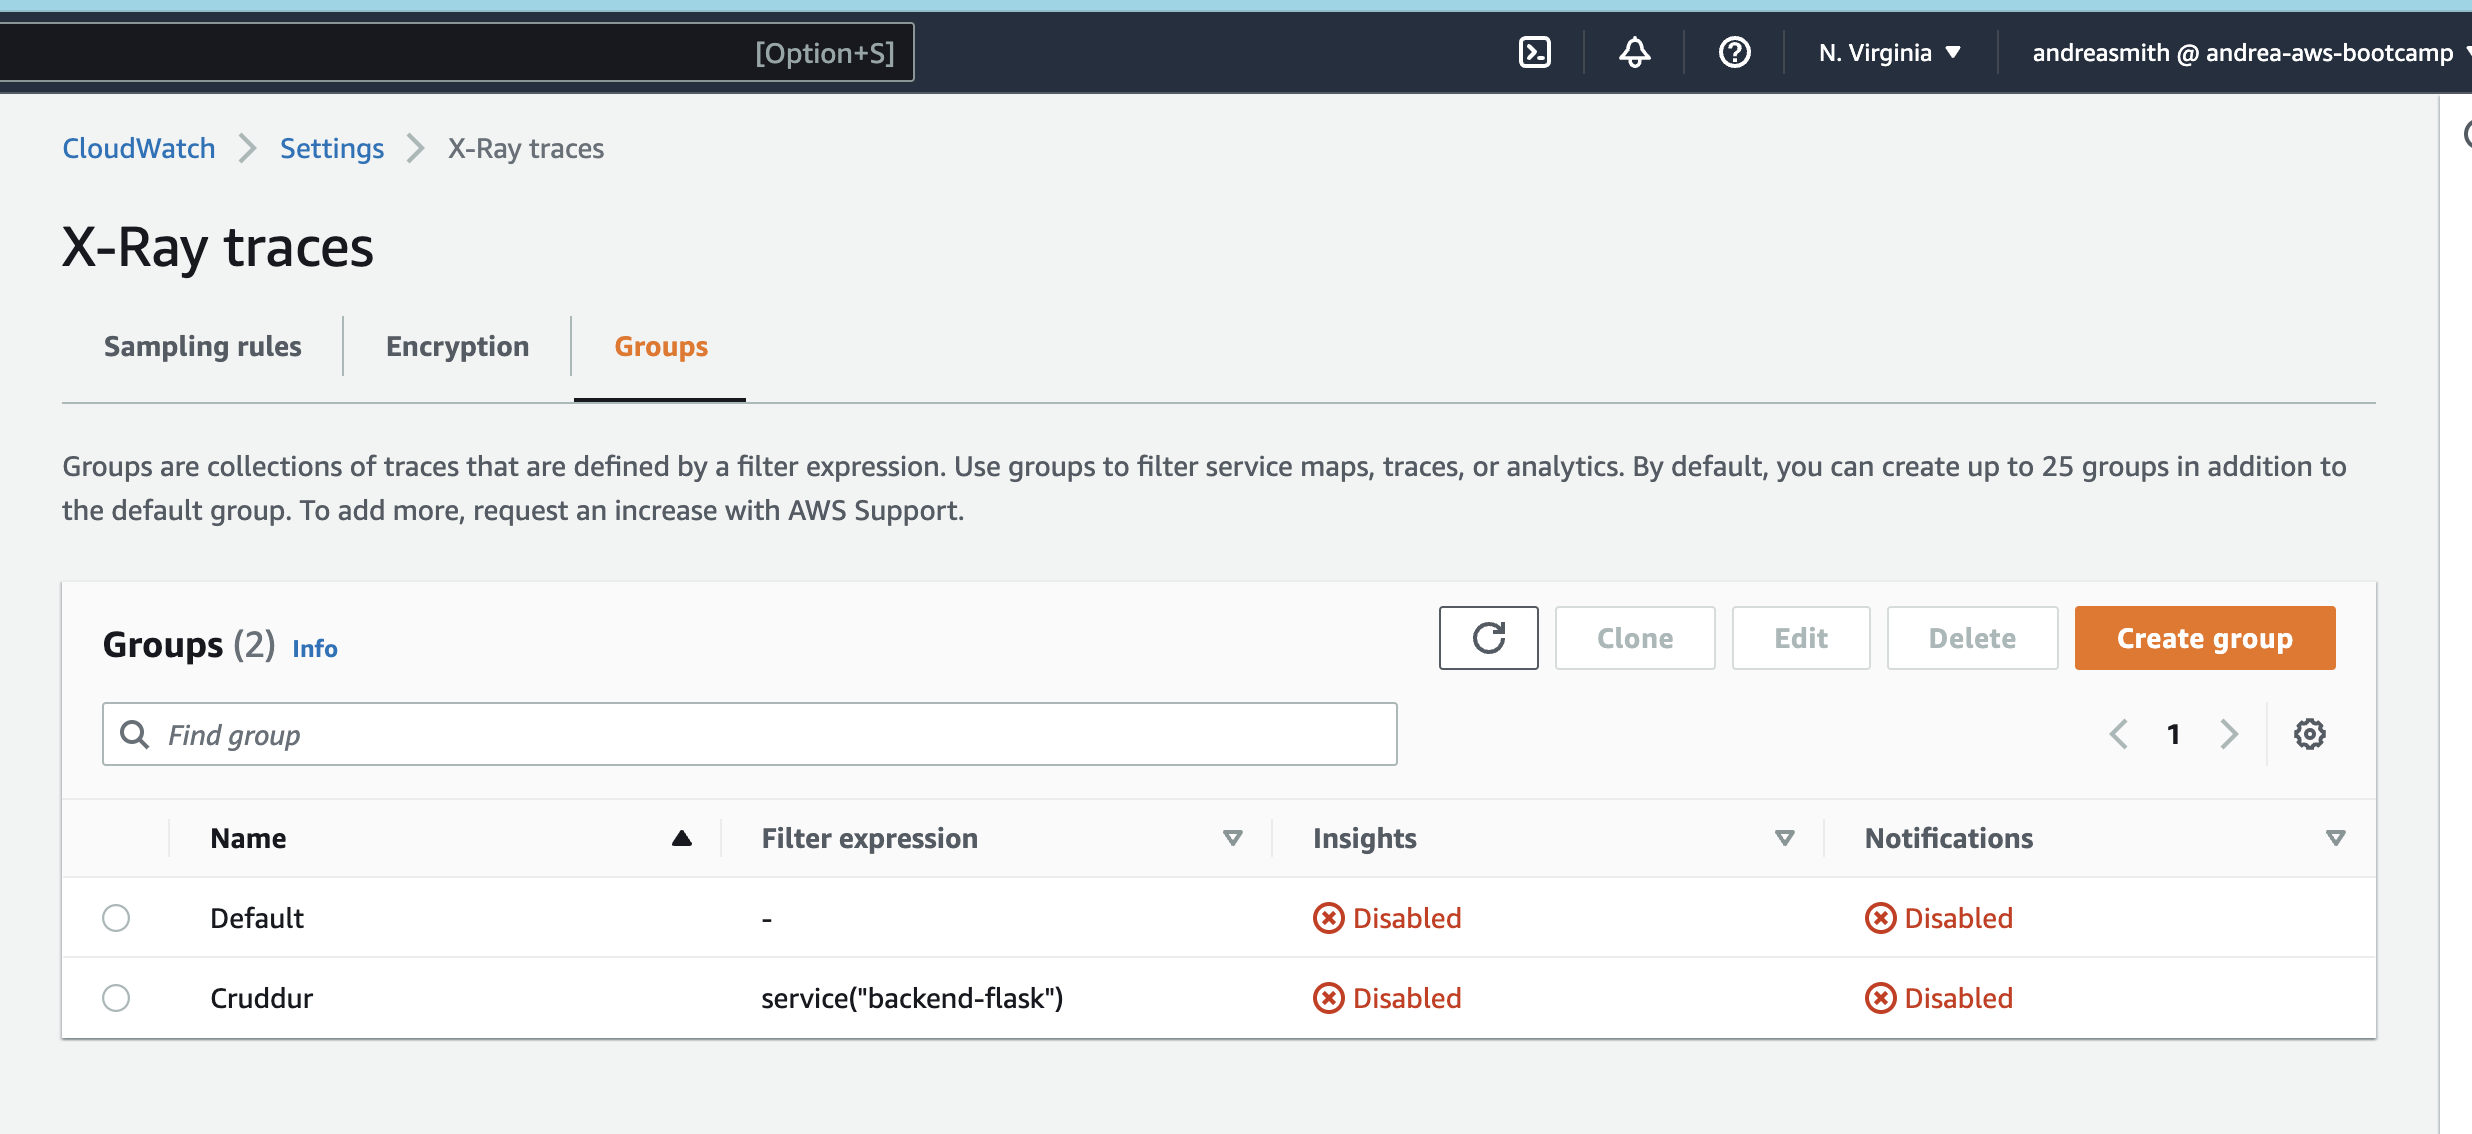 [Option+S]
N. Virginia
andreasmith @ andrea-aws-bootcamp
CloudWatch
Settings
X-Ray traces
X-Ray traces
Sampling rules
Encryption
Groups
Groups are collections of traces that are defined by a filter expression. Use groups to filter service maps, traces, or analytics. By default, you can create up to 25 groups in addition to
the default group. To add more, request an increase with AWS Support.
Groups (2) Info
Clone
Edit
Delete
Create group
Find group
1
Name
Filter expression
Insights
Notifications
Default
-
Disabled
Disabled
Cruddur
service("backend-flask")
Disabled
Disabled